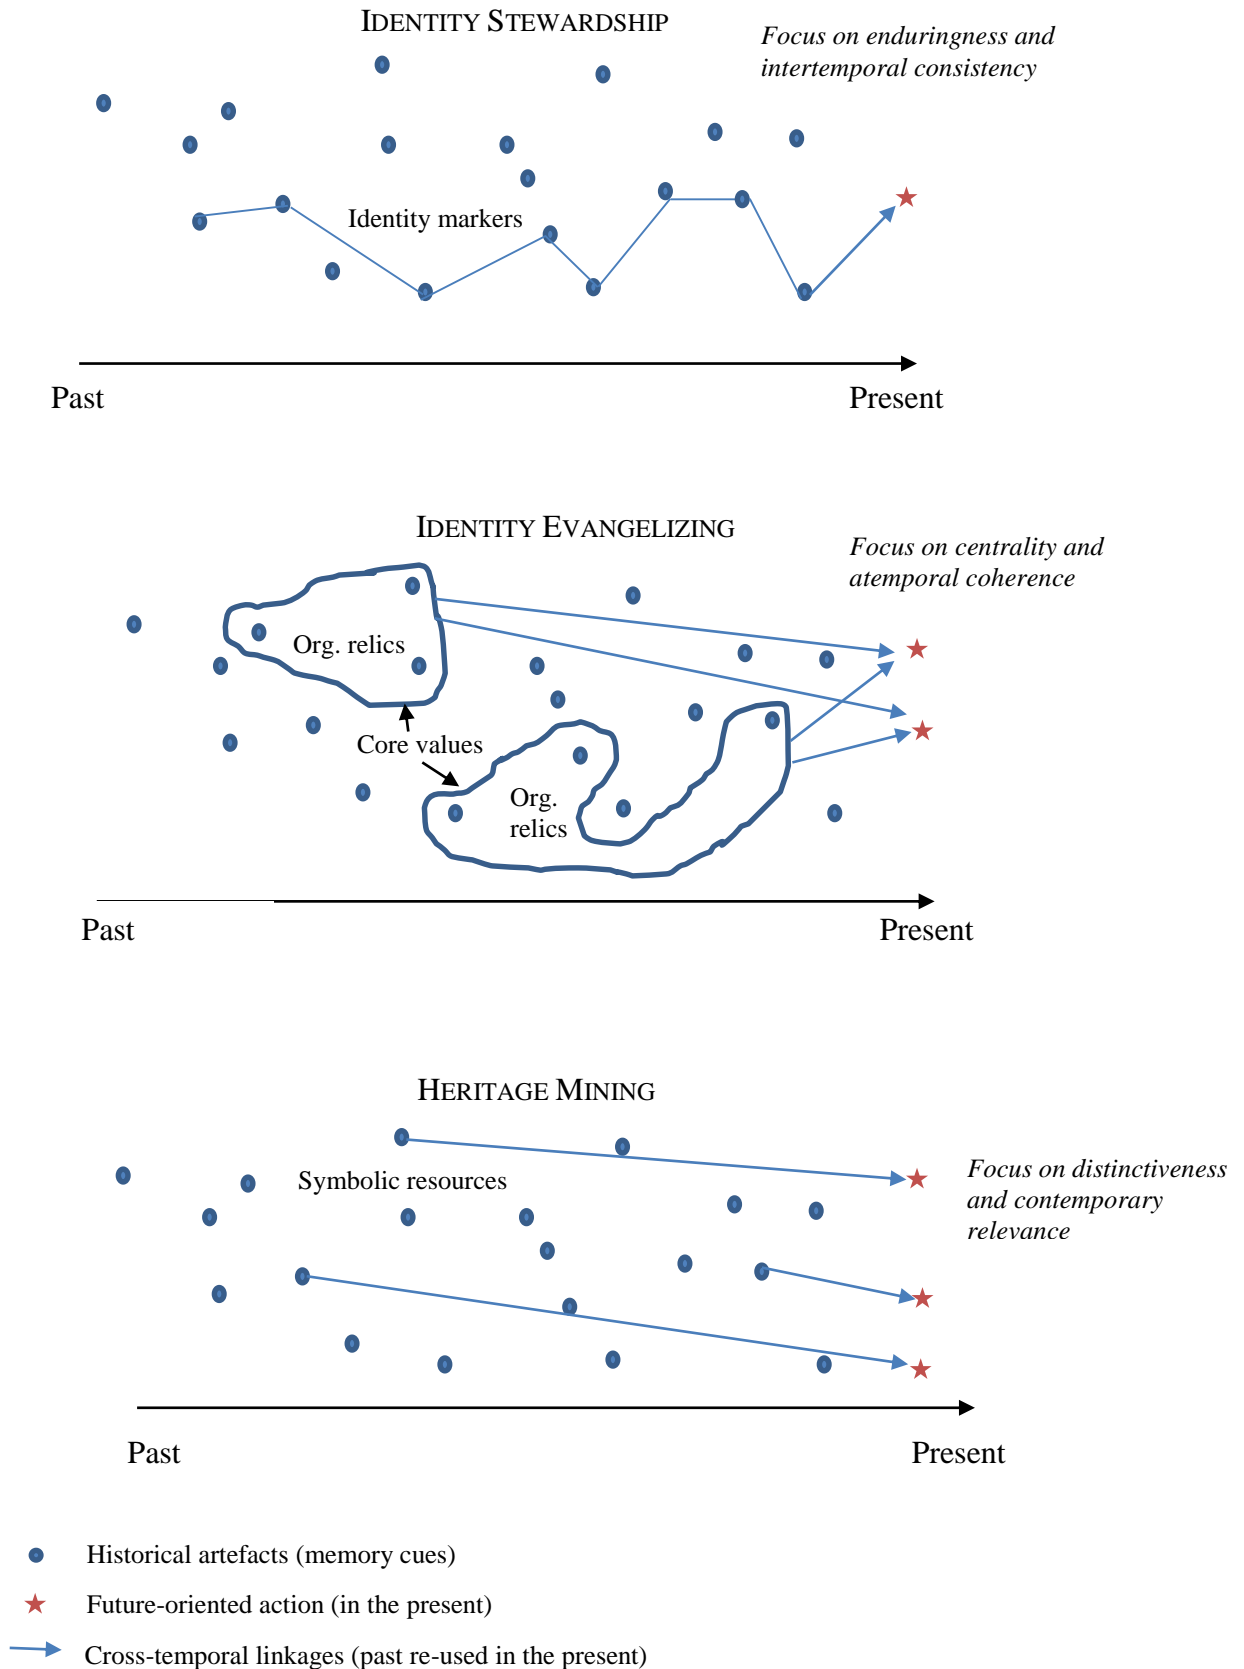 IDENTITY STEWARDSHIP
Focus on enduringness and
intertemporal consistency
Identity markers
Past
Present
IDENTITY EVANGELIZING
Focus on centrality and
atemporal coherence
Org. relics
Core values
Org.
relics
Past
Present
HERITAGE MINING
Symbolic resources
Focus on distinctiveness
and contemporary
relevance
Past
Present
Historical artefacts (memory cues)
Future-oriented action (in the present)
Cross-temporal linkages (past re-used in the present)